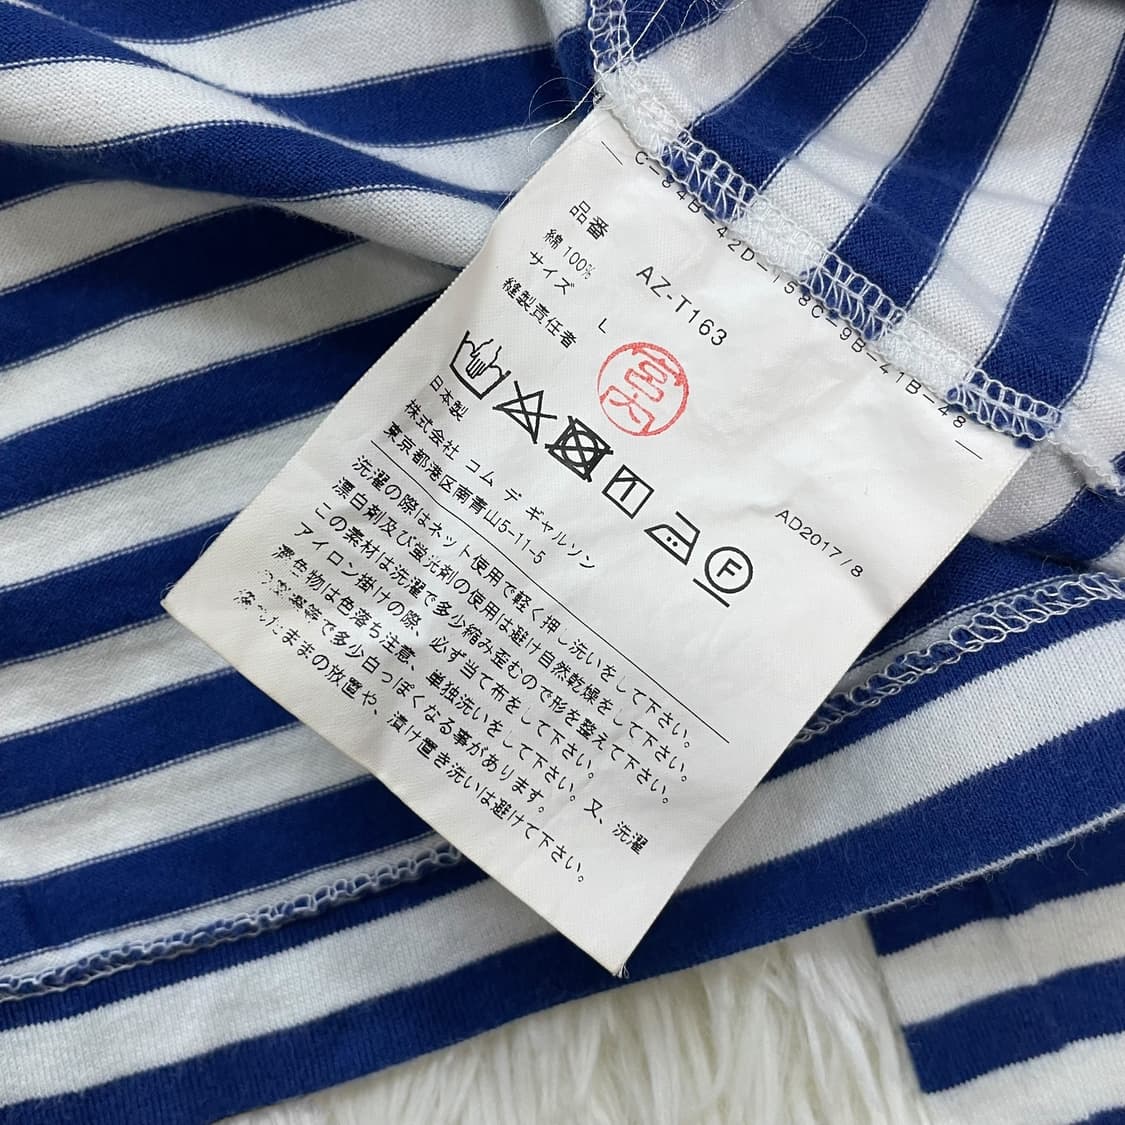 C-84B-42D-158C-9B-41B-48
品番 AZ-T163
綿 100%
サイズ L
縫製責任者 宮内
日本製
株式会社 コム デ ギャルソン
東京都港区南青山5-11-5
AD2017 / 8
F
洗濯の際はネット使用で軽く押し洗いをして下さい。
漂白剤及び蛍光剤の使用は避け自然乾燥をして下さい。
この素材は洗濯で多少縮み歪むので形を整えて下さい。
アイロン掛けの際、必ず当て布をして下さい。
濃色物は色落ち注意、単独洗いをして下さい。又、洗濯
等で多少白っぽくなる事があります。
たままの放置や、漬け置き洗いは避けて下さい。